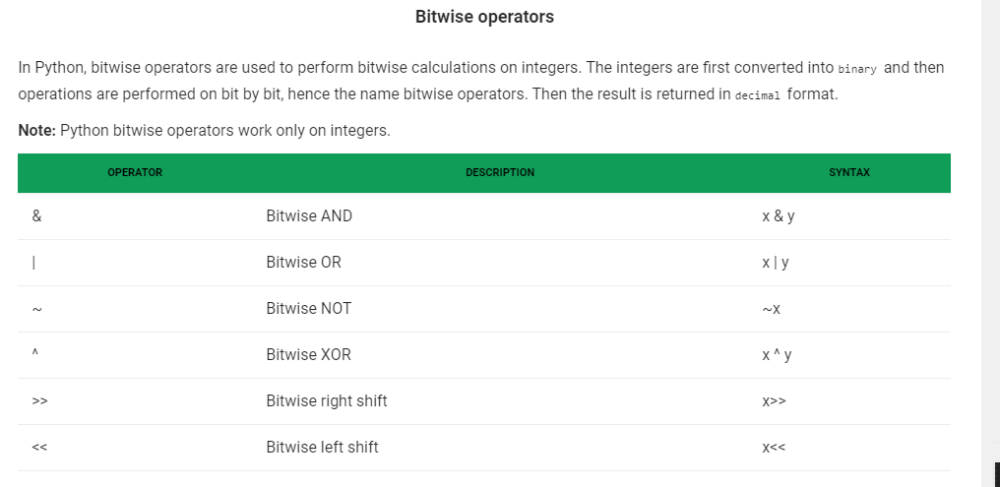 Bitwise operators
In Python, bitwise operators are used to perform bitwise calculations on integers. The integers are first converted into binary and then
operations are performed on bit by bit, hence the name bitwise operators. Then the result is returned in decimal format.
Note: Python bitwise operators work only on integers.
OPERATOR DESCRIPTION SYNTAX
& Bitwise AND x & y
| Bitwise OR x | y
~ Bitwise NOT ~x
^ Bitwise XOR x ^ y
>> Bitwise right shift x>>
<< Bitwise left shift x<<